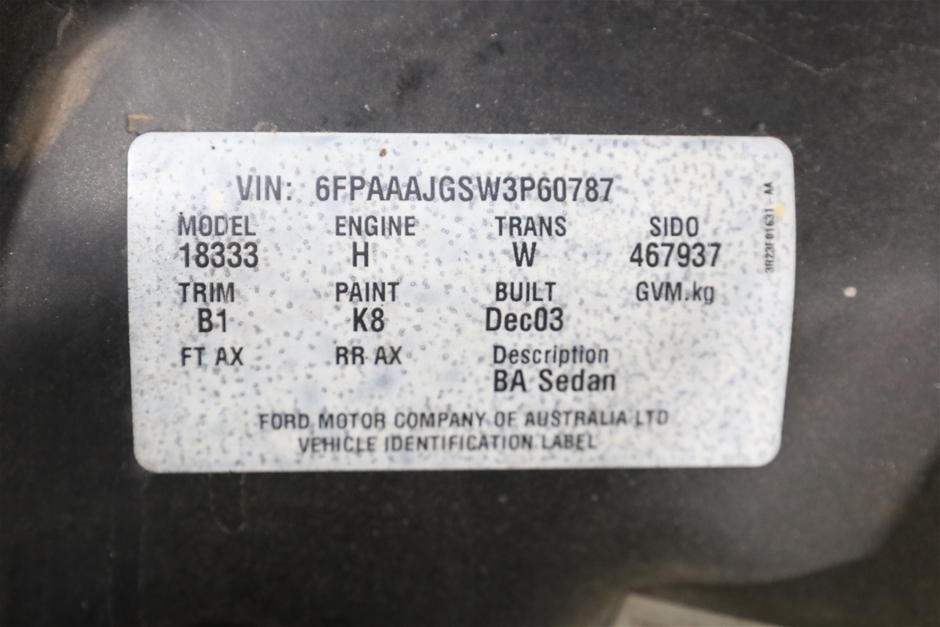 VIN: 6FPAAAJGSW3P60787
MODEL ENGINE TRANS SIDO
18333 H W 467937
TRIM PAINT BUILT GVM.kg
B1 K8 Dec03
FT AX RR AX Description
BA Sedan
FORD MOTOR COMPANY OF AUSTRALIA LTD
VEHICLE IDENTIFICATION LABEL